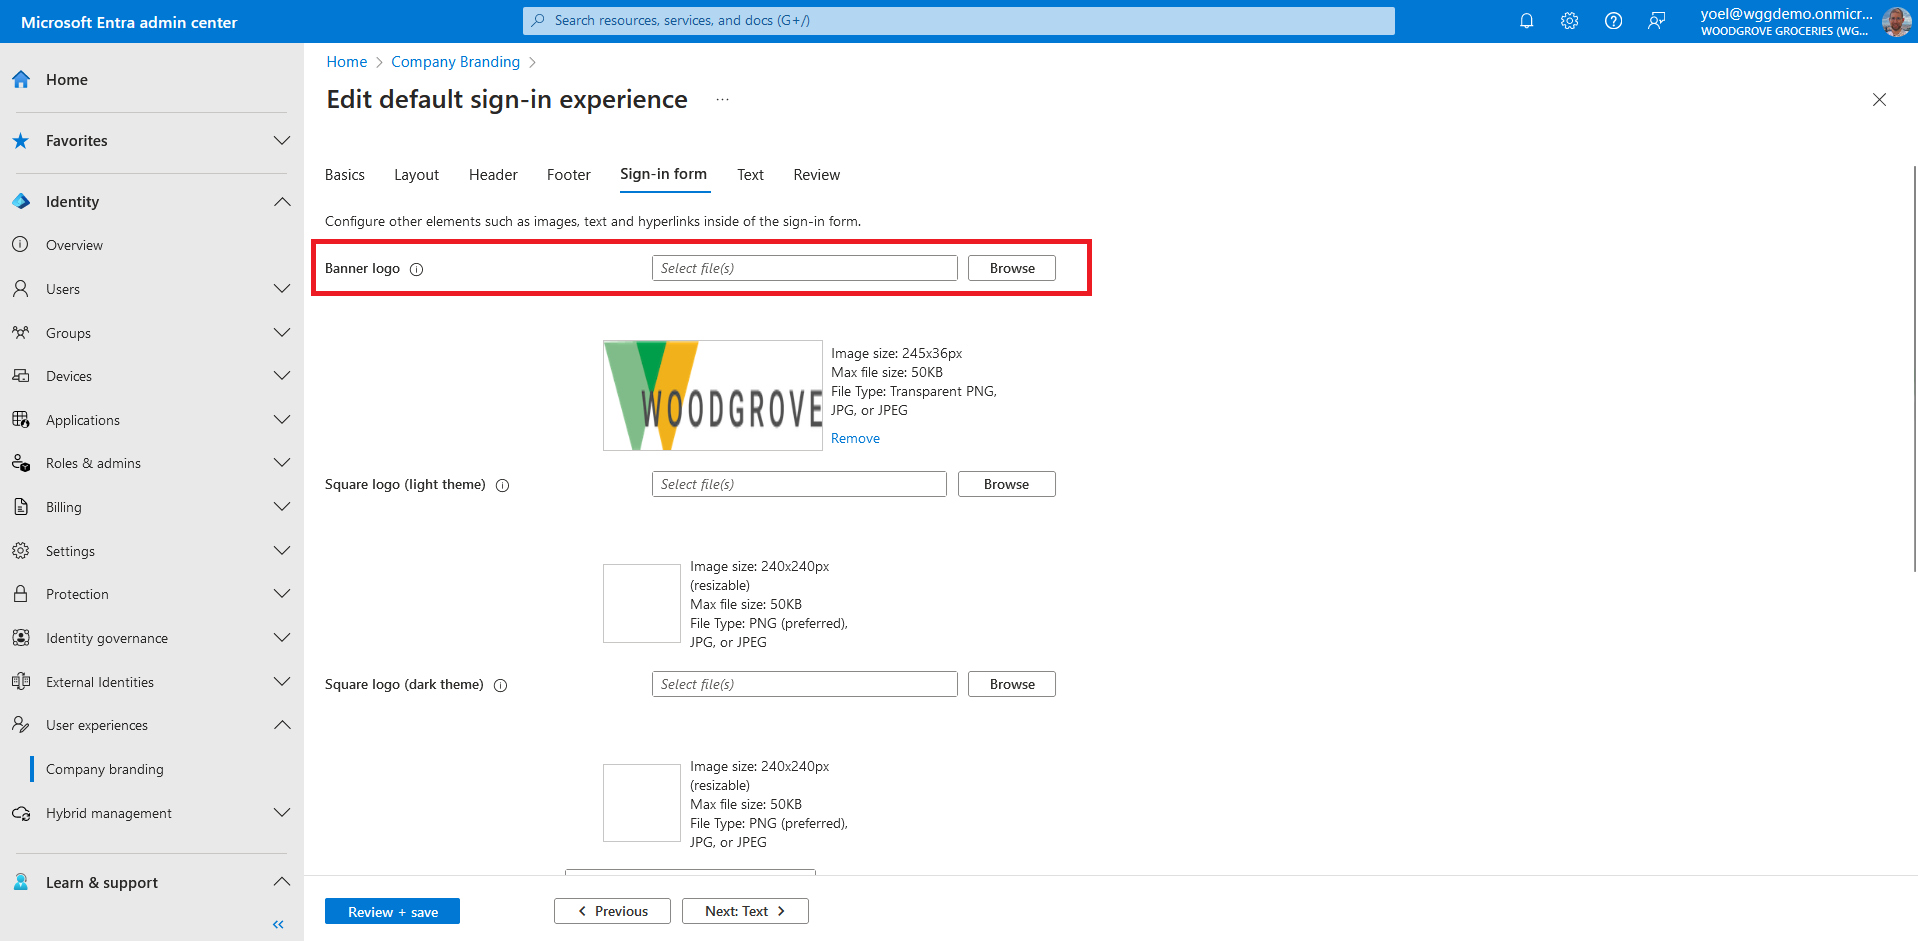 Microsoft Entra admin center
Search resources, services, and docs (G+/)
yoel@wggdemo.onmicr...
WOODGROVE GROCERIES (WG...
Home
Favorites
Identity
Overview
Users
Groups
Devices
Applications
Roles & admins
Billing
Settings
Protection
Identity governance
External Identities
User experiences
Company branding
Hybrid management
Learn & support
Home > Company Branding >
Edit default sign-in experience ...
Basics Layout Header Footer Sign-in form Text Review
Configure other elements such as images, text and hyperlinks inside of the sign-in form.
Banner logo Select file(s) Browse
WOODGROVE
Image size: 245x36px
Max file size: 50KB
File Type: Transparent PNG,
JPG, or JPEG
Remove
Square logo (light theme) Select file(s) Browse
Image size: 240x240px
(resizable)
Max file size: 50KB
File Type: PNG (preferred),
JPG, or JPEG
Square logo (dark theme) Select file(s) Browse
Image size: 240x240px
(resizable)
Max file size: 50KB
File Type: PNG (preferred),
JPG, or JPEG
Review + save < Previous Next: Text >